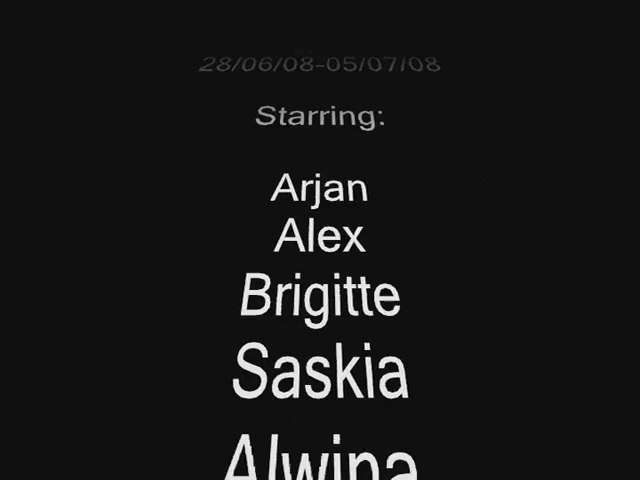 28/06/08-05/07/08
Starring:
Arjan
Alex
Brigitte
Saskia
Alwina